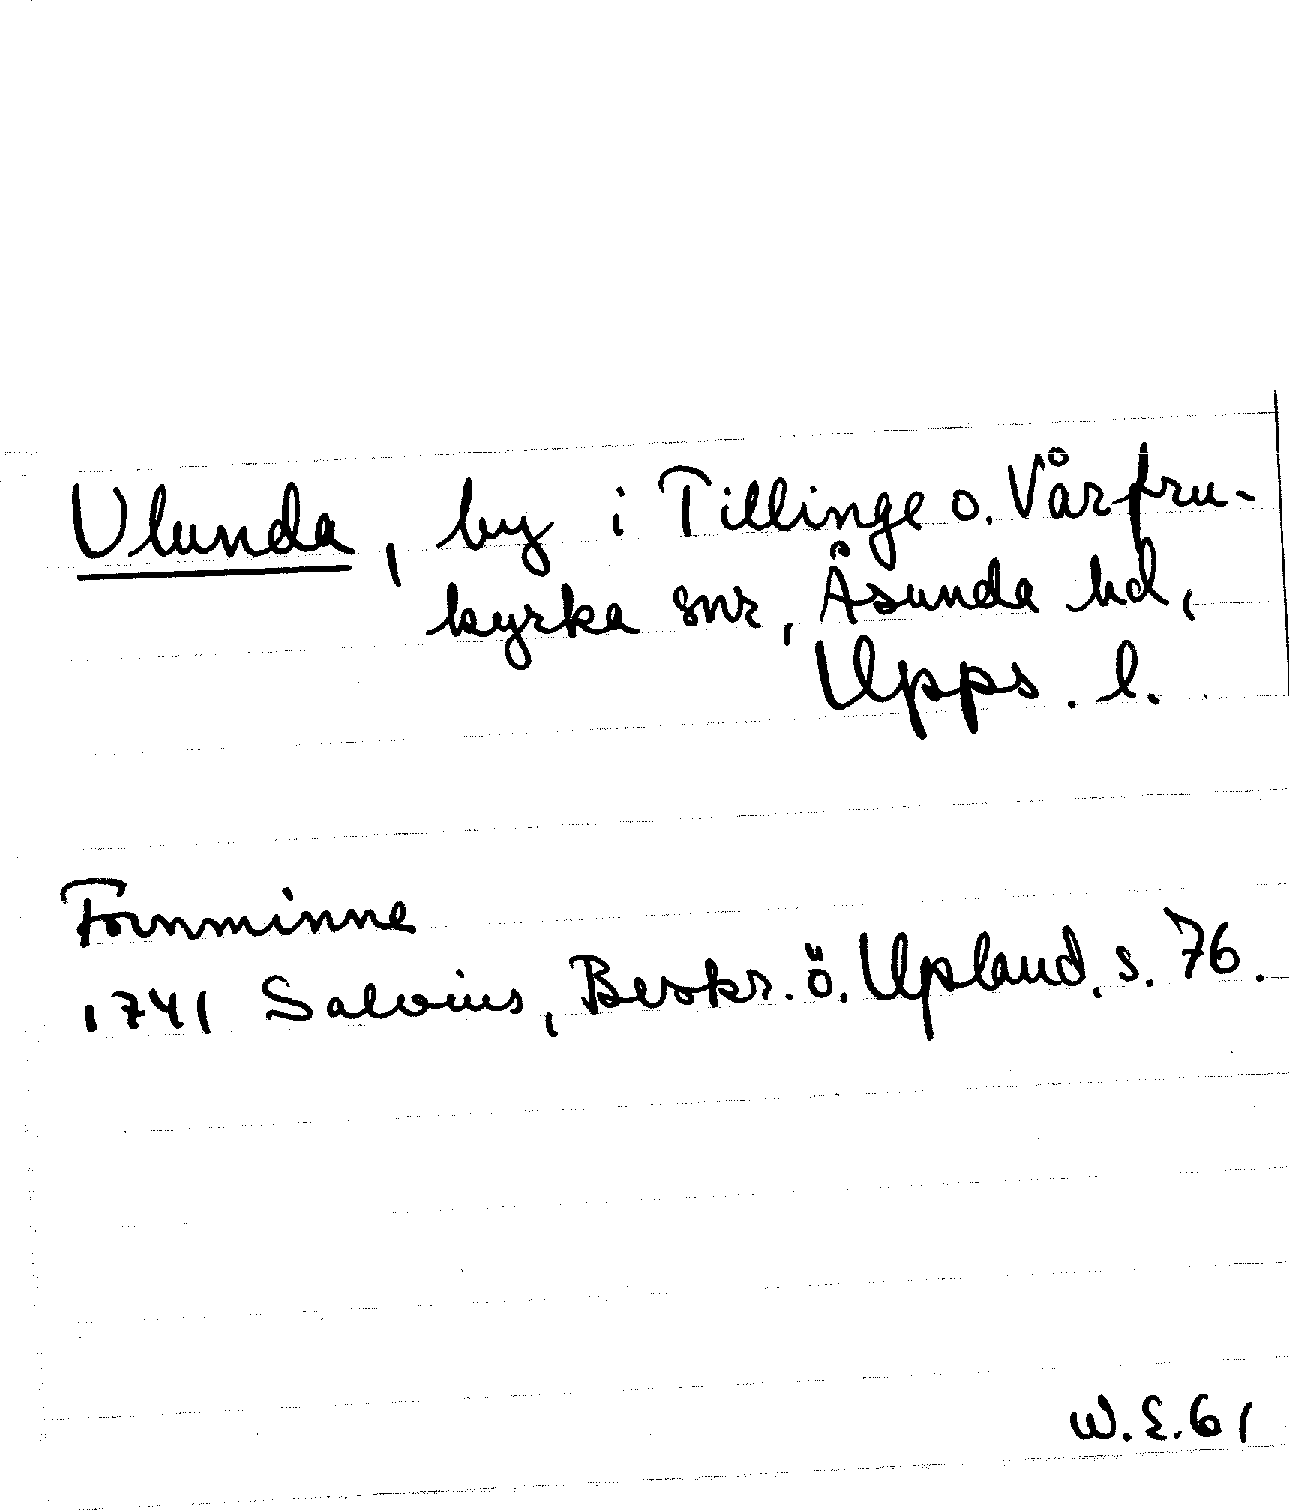 Ulunda, by i Tillinge o. Vårfru-
kyrka snr, Åsunda hd,
Upps. l.
Fornminne
1741 Salvius, Beskr. ö. Upland, s. 76.
W.E.61